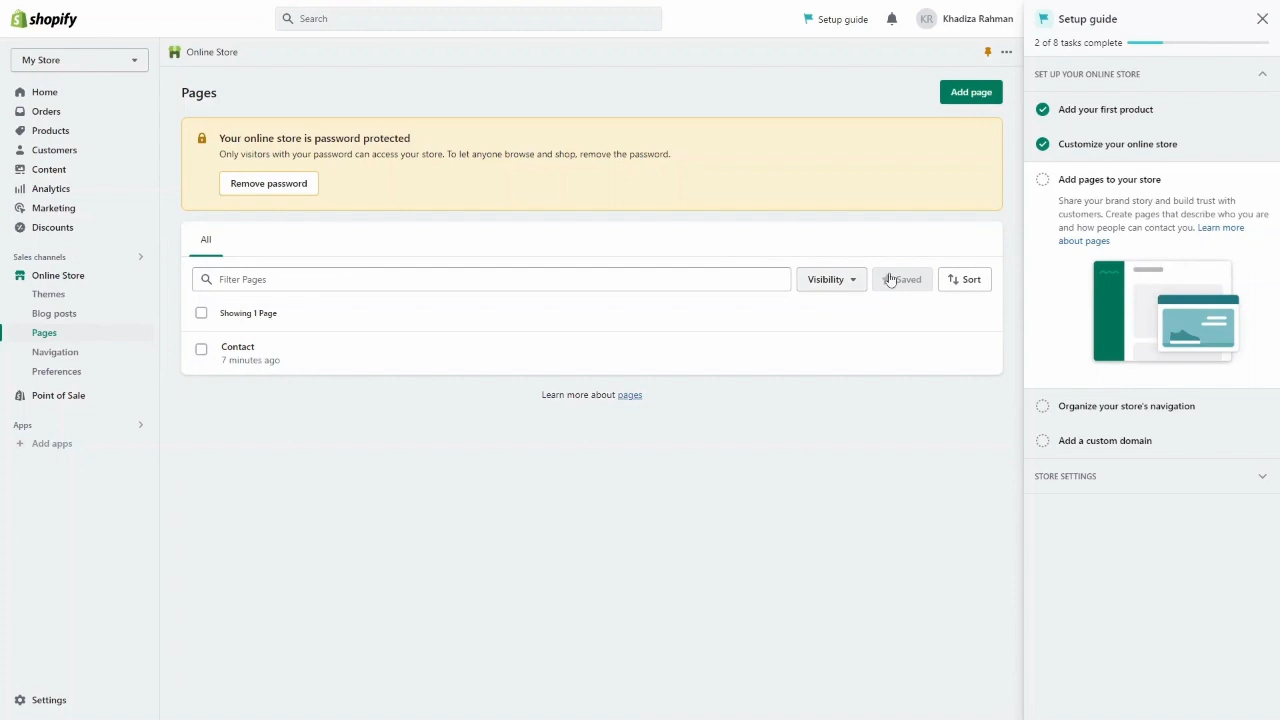 shopify
Search
Setup guide
KR
Khadiza Rahman
My Store
Home
Orders
Products
Customers
Content
Analytics
Marketing
Discounts
Sales channels
Online Store
Themes
Blog posts
Pages
Navigation
Preferences
Point of Sale
Apps
Add apps
Settings
Online Store
Pages
Add page
Your online store is password protected
Only visitors with your password can access your store. To let anyone browse and shop, remove the password.
Remove password
All
Filter Pages
Visibility
Saved
Sort
Showing 1 Page
Contact
7 minutes ago
Learn more about pages
Setup guide
2 of 8 tasks complete
SET UP YOUR ONLINE STORE
Add your first product
Customize your online store
Add pages to your store
Share your brand story and build trust with
customers. Create pages that describe who you are
and how people can contact you. Learn more
about pages
Organize your store's navigation
Add a custom domain
STORE SETTINGS